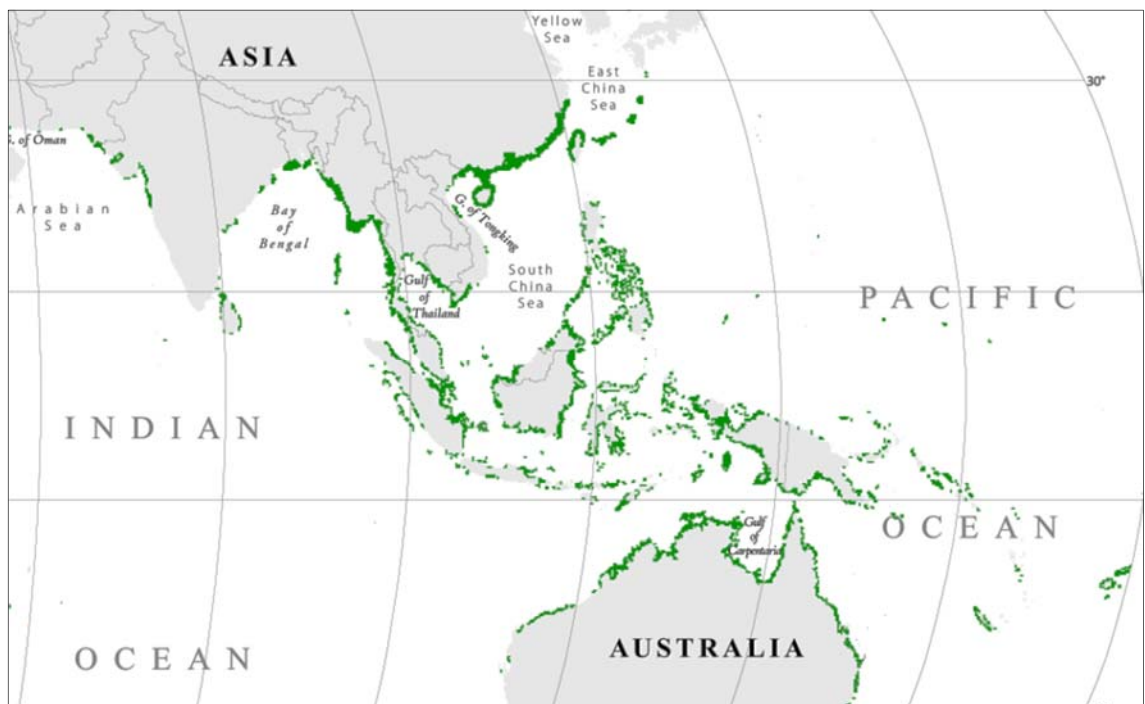 Yellow
Sea
ASIA
East
China
Sea
30°
G. of Oman
Arabian
Sea
Bay
of
Bengal
G. of Tongking
South
China
Sea
Gulf
of
Thailand
PACIFIC
INDIAN
OCEAN
Gulf
of
Carpentaria
AUSTRALIA
OCEAN